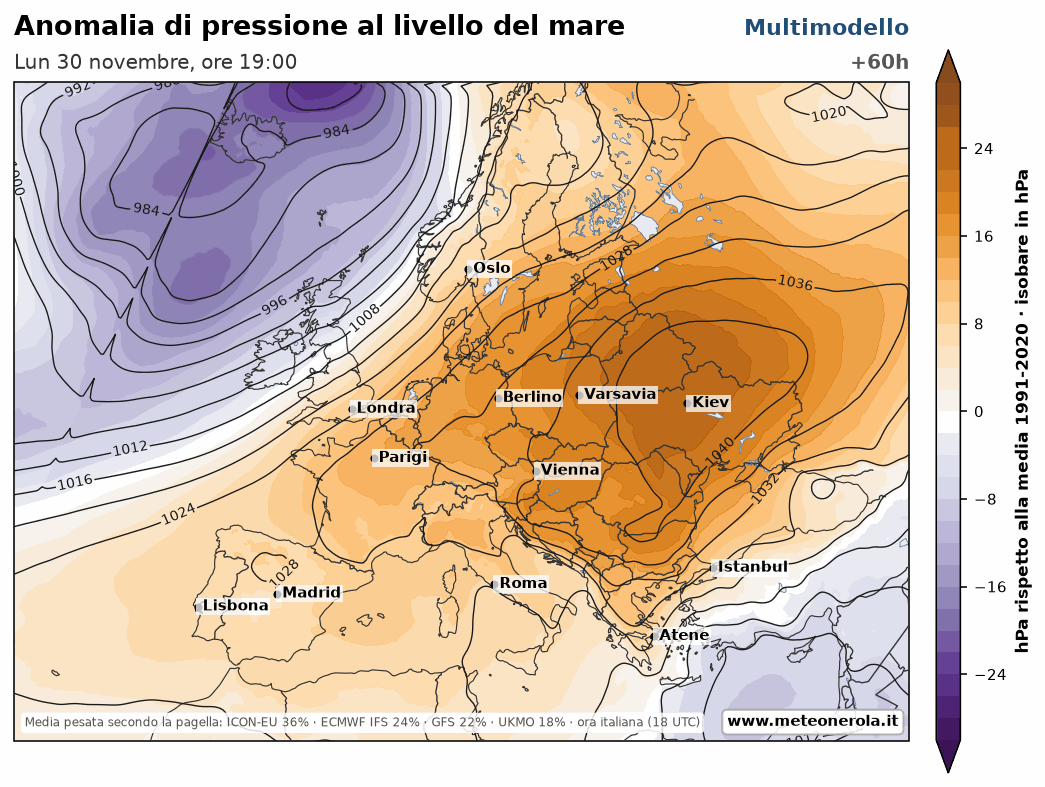 Anomalia di pressione al livello del mare
Multimodello
Lun 30 novembre, ore 19:00
+60h
992
984
1020
984
1000
984
1028
Oslo
1036
996
1008
Londra
Berlino
Varsavia
Kiev
1012
Parigi
Vienna
1040
1016
1032
1024
1028
Madrid
Lisbona
Roma
Istanbul
Atene
Media pesata secondo la pagella: ICON-EU 36% · ECMWF IFS 24% · GFS 22% · UKMO 18% · ora italiana (18 UTC)
www.meteonerola.it
24
16
8
0
−8
−16
−24
hPa rispetto alla media 1991-2020 · isobare in hPa